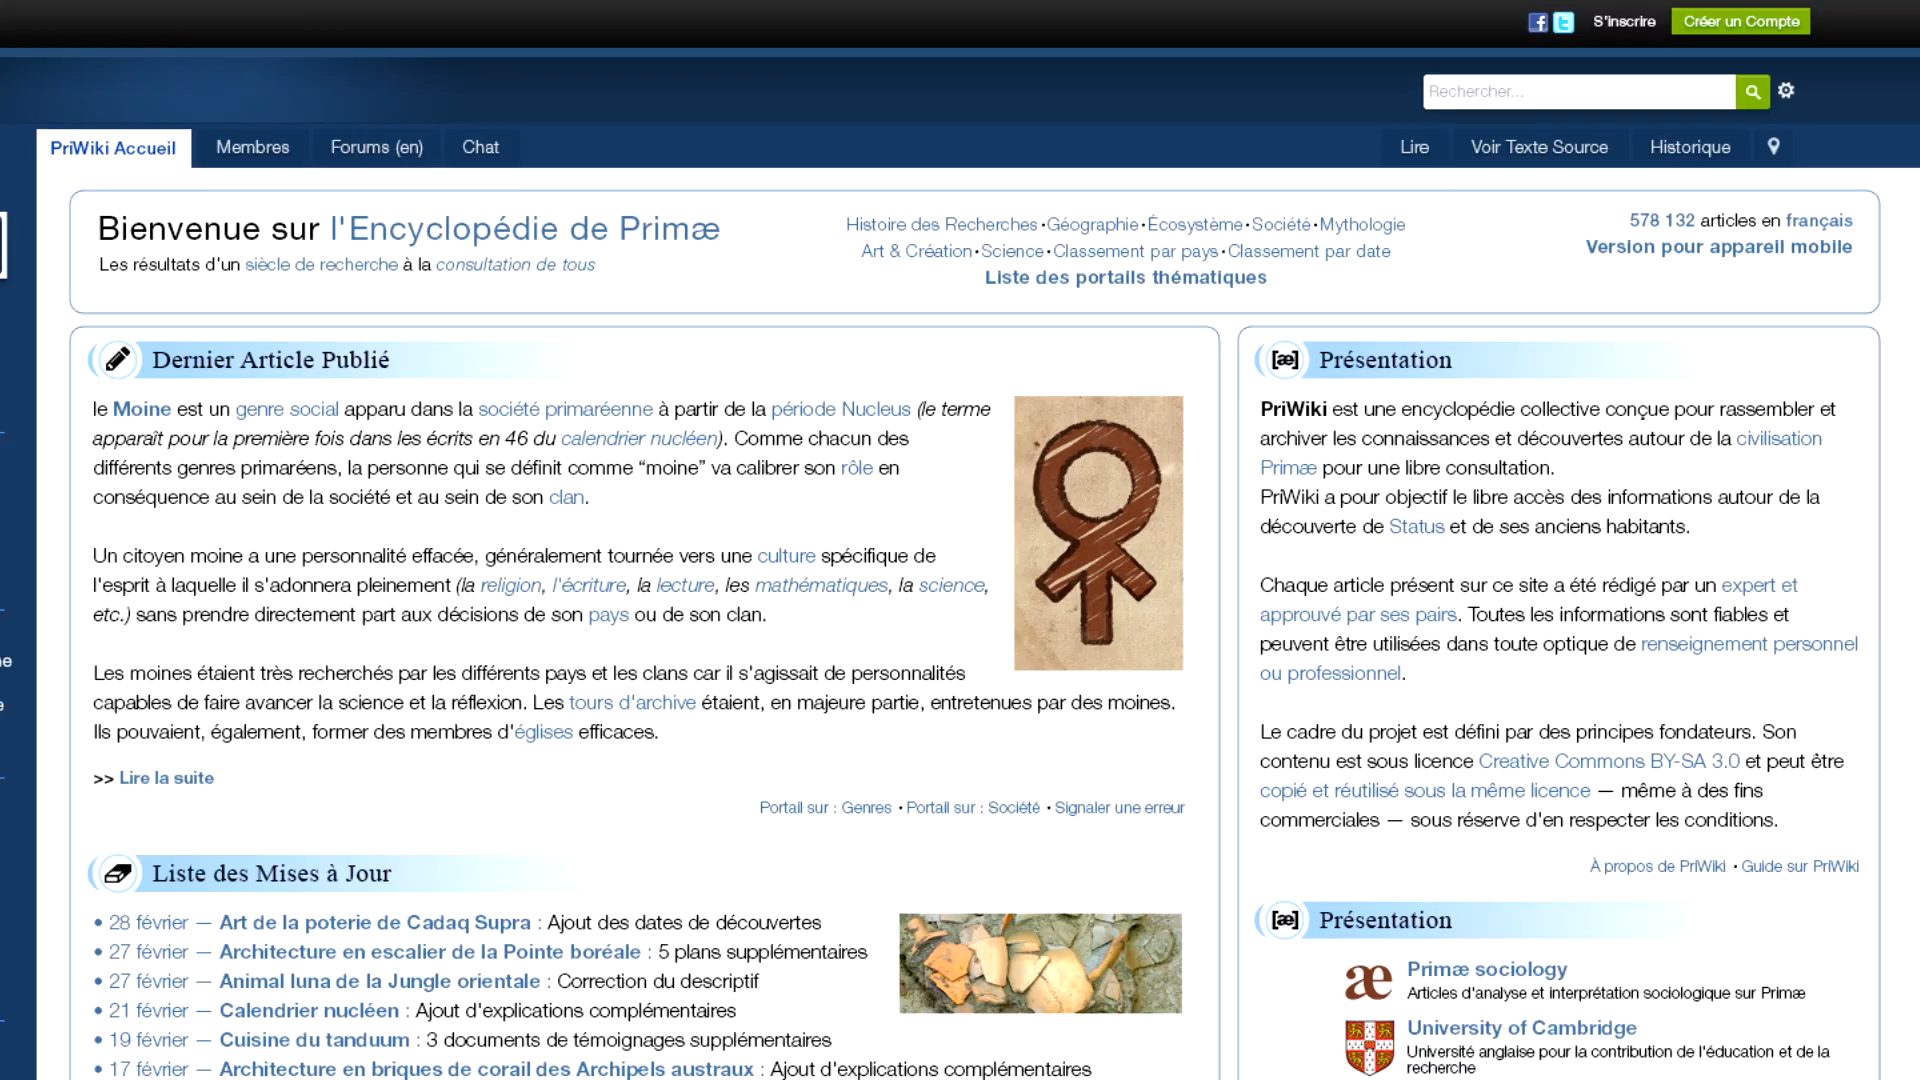 S'inscrire
Créer un Compte
Rechercher...
PriWiki Accueil
Membres
Forums (en)
Chat
Lire
Voir Texte Source
Historique
Bienvenue sur l'Encyclopédie de Primæ
Les résultats d'un siècle de recherche à la consultation de tous
Histoire des Recherches • Géographie • Écosystème • Société • Mythologie
Art & Création • Science • Classement par pays • Classement par date
Liste des portails thématiques
578 132 articles en français
Version pour appareil mobile
Dernier Article Publié
le Moine est un genre social apparu dans la société primaréenne à partir de la période Nucleus (le terme
apparaît pour la première fois dans les écrits en 46 du calendrier nucléen). Comme chacun des
différents genres primaréens, la personne qui se définit comme “moine” va calibrer son rôle en
conséquence au sein de la société et au sein de son clan.
Un citoyen moine a une personnalité effacée, généralement tournée vers une culture spécifique de
l'esprit à laquelle il s'adonnera pleinement (la religion, l'écriture, la lecture, les mathématiques, la science,
etc.) sans prendre directement part aux décisions de son pays ou de son clan.
Les moines étaient très recherchés par les différents pays et les clans car il s'agissait de personnalités
capables de faire avancer la science et la réflexion. Les tours d'archive étaient, en majeure partie, entretenues par des moines.
Ils pouvaient, également, former des membres d'églises efficaces.
>> Lire la suite
Portail sur : Genres • Portail sur : Société • Signaler une erreur
Liste des Mises à Jour
• 28 février — Art de la poterie de Cadaq Supra : Ajout des dates de découvertes
• 27 février — Architecture en escalier de la Pointe boréale : 5 plans supplémentaires
• 27 février — Animal luna de la Jungle orientale : Correction du descriptif
• 21 février — Calendrier nucléen : Ajout d'explications complémentaires
• 19 février — Cuisine du tanduum : 3 documents de témoignages supplémentaires
• 17 février — Architecture en briques de corail des Archipels austraux : Ajout d'explications complémentaires
[æ] Présentation
PriWiki est une encyclopédie collective conçue pour rassembler et
archiver les connaissances et découvertes autour de la civilisation
Primæ pour une libre consultation.
PriWiki a pour objectif le libre accès des informations autour de la
découverte de Status et de ses anciens habitants.
Chaque article présent sur ce site a été rédigé par un expert et
approuvé par ses pairs. Toutes les informations sont fiables et
peuvent être utilisées dans toute optique de renseignement personnel
ou professionnel.
Le cadre du projet est défini par des principes fondateurs. Son
contenu est sous licence Creative Commons BY-SA 3.0 et peut être
copié et réutilisé sous la même licence — même à des fins
commerciales — sous réserve d'en respecter les conditions.
À propos de PriWiki • Guide sur PriWiki
[æ] Présentation
æ
Primæ sociology
Articles d'analyse et interprétation sociologique sur Primæ
University of Cambridge
Université anglaise pour la contribution de l'éducation et de la
recherche